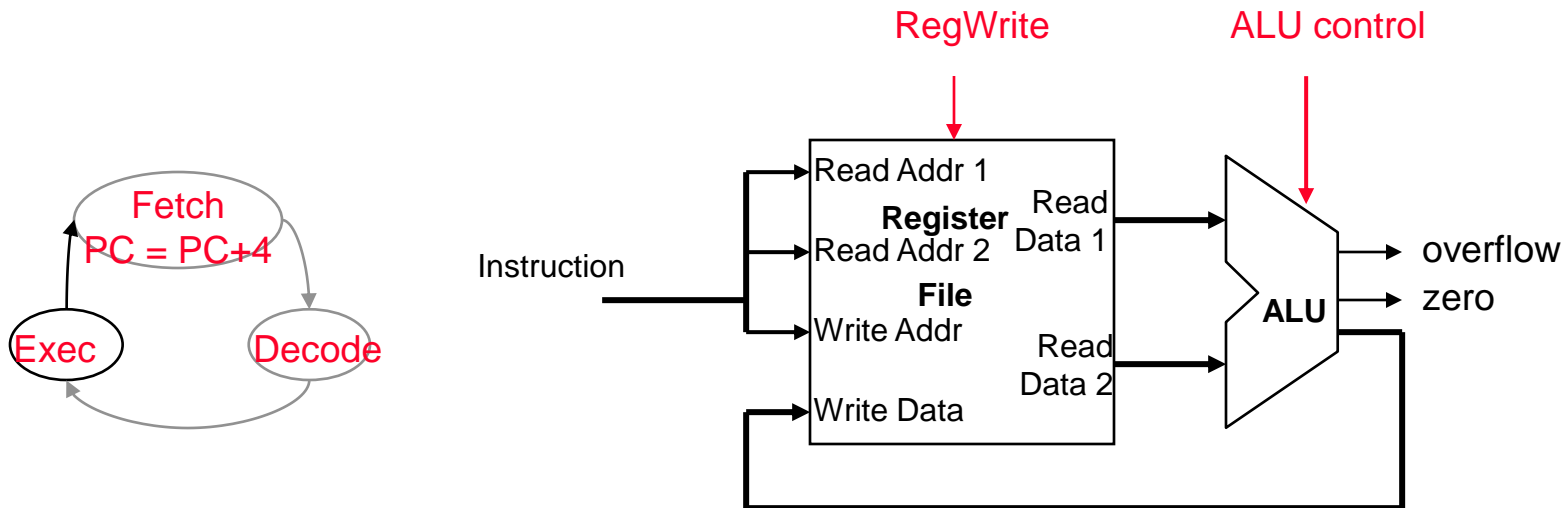 RegWrite
ALU control
Fetch
PC = PC+4
Exec
Decode
Instruction
Read Addr 1
Register
Read Addr 2
File
Write Addr
Write Data
Read
Data 1
Read
Data 2
ALU
overflow
zero